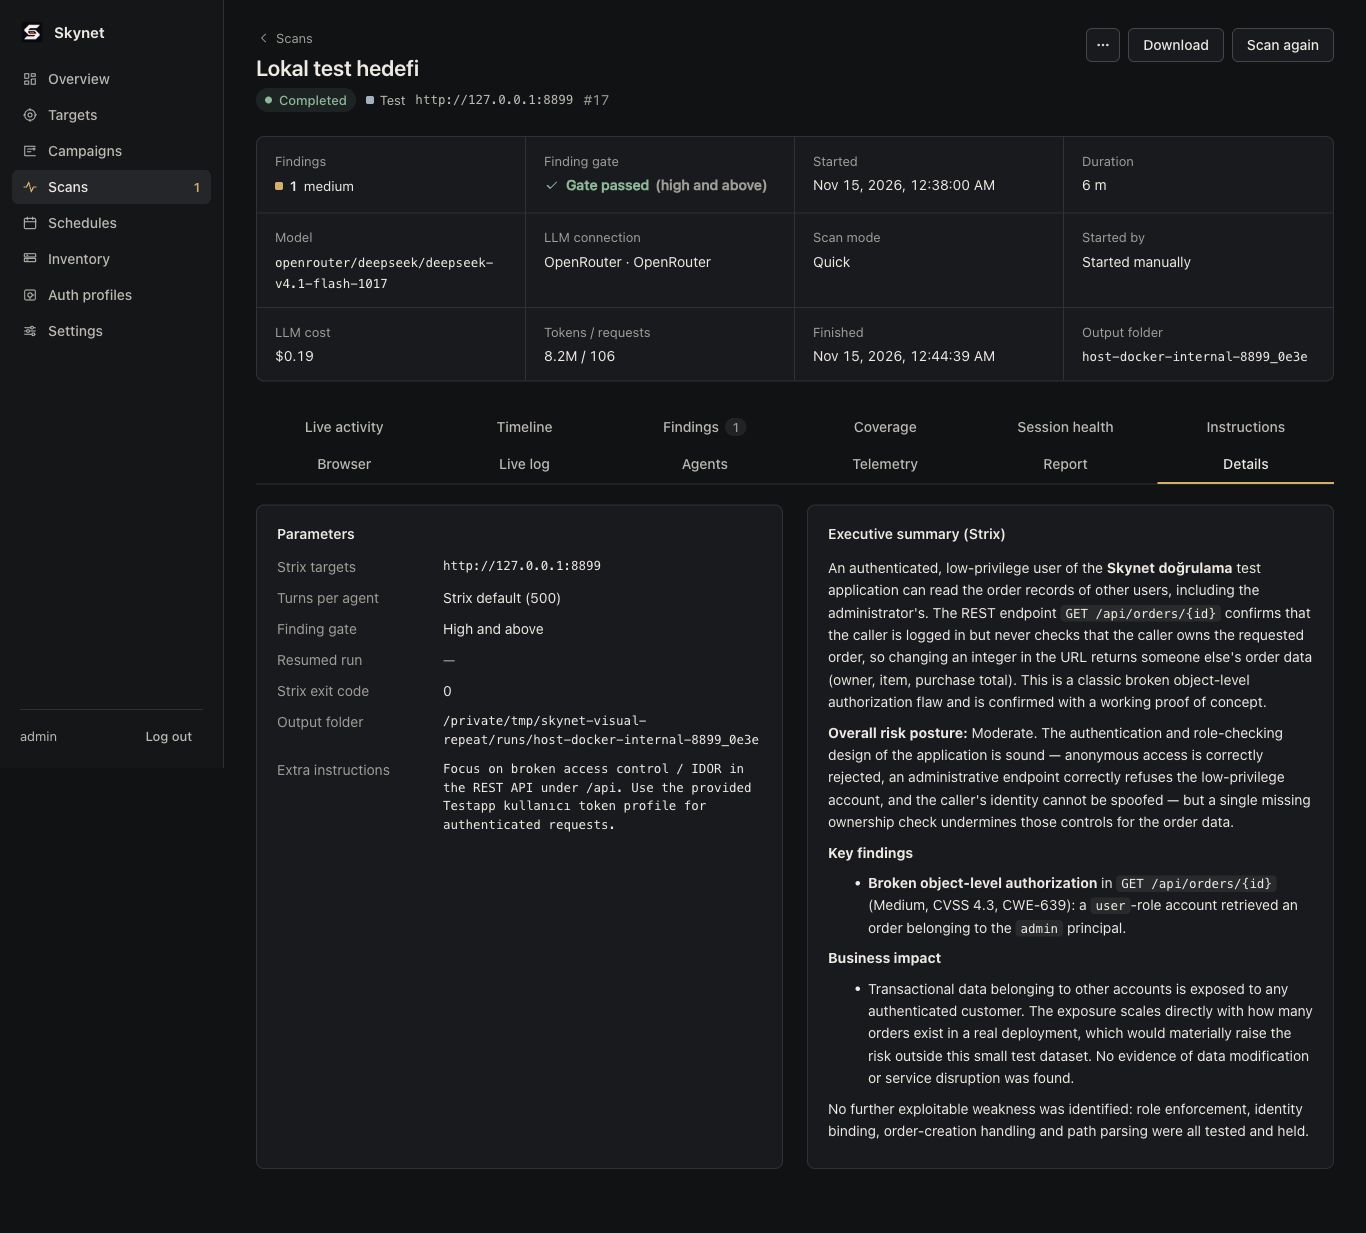 Skynet
Overview
Targets
Campaigns
Scans 1
Schedules
Inventory
Auth profiles
Settings
admin Log out
Scans
Lokal test hedefi
Completed Test http://127.0.0.1:8899 #17
... Download Scan again
Findings
1 medium
Finding gate
Gate passed (high and above)
Started
Nov 15, 2026, 12:38:00 AM
Duration
6 m
Model
openrouter/deepseek/deepseek-
v4.1-flash-1017
LLM connection
OpenRouter · OpenRouter
Scan mode
Quick
Started by
Started manually
LLM cost
$0.19
Tokens / requests
8.2M / 106
Finished
Nov 15, 2026, 12:44:39 AM
Output folder
host-docker-internal-8899_0e3e
Live activity Timeline Findings 1 Coverage Session health Instructions
Browser Live log Agents Telemetry Report Details
Parameters
Strix targets http://127.0.0.1:8899
Turns per agent Strix default (500)
Finding gate High and above
Resumed run —
Strix exit code 0
Output folder /private/tmp/skynet-visual-
repeat/runs/host-docker-internal-8899_0e3e
Extra instructions Focus on broken access control / IDOR in
the REST API under /api. Use the provided
Testapp kullanıcı token profile for
authenticated requests.
Executive summary (Strix)
An authenticated, low-privilege user of the Skynet doğrulama test
application can read the order records of other users, including the
administrator's. The REST endpoint GET /api/orders/{id} confirms that
the caller is logged in but never checks that the caller owns the requested
order, so changing an integer in the URL returns someone else's order data
(owner, item, purchase total). This is a classic broken object-level
authorization flaw and is confirmed with a working proof of concept.
Overall risk posture: Moderate. The authentication and role-checking
design of the application is sound — anonymous access is correctly
rejected, an administrative endpoint correctly refuses the low-privilege
account, and the caller's identity cannot be spoofed — but a single missing
ownership check undermines those controls for the order data.
Key findings
• Broken object-level authorization in GET /api/orders/{id}
(Medium, CVSS 4.3, CWE-639): a user-role account retrieved an
order belonging to the admin principal.
Business impact
• Transactional data belonging to other accounts is exposed to any
authenticated customer. The exposure scales directly with how many
orders exist in a real deployment, which would materially raise the
risk outside this small test dataset. No evidence of data modification
or service disruption was found.
No further exploitable weakness was identified: role enforcement, identity
binding, order-creation handling and path parsing were all tested and held.